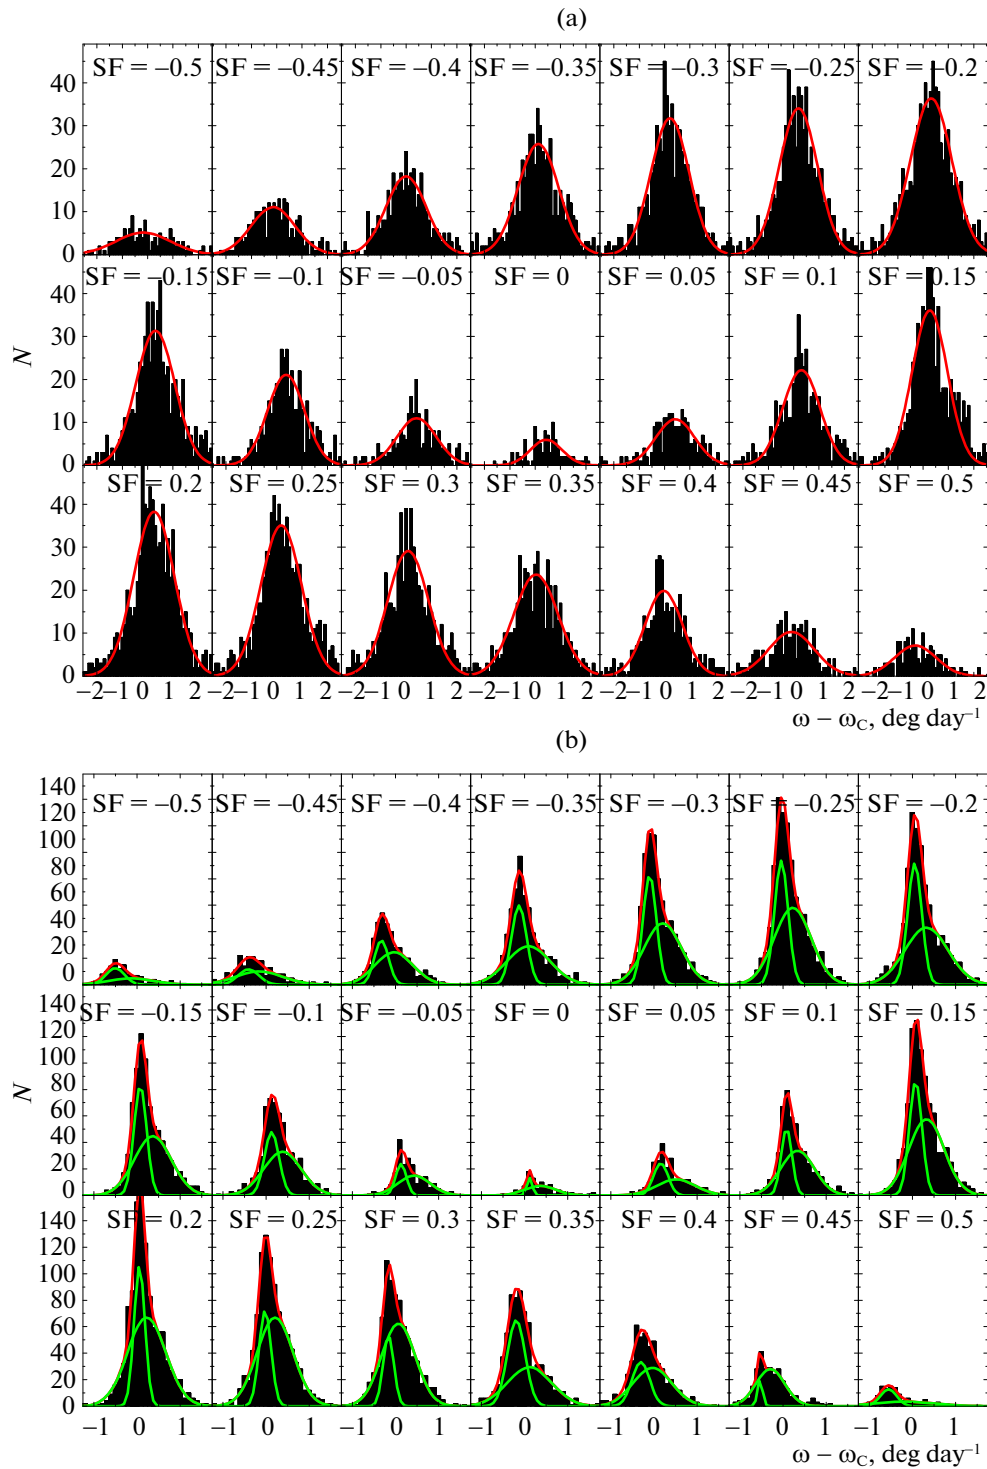 (a)
SF = −0.5 SF = −0.45 SF = −0.4 SF = −0.35 SF = −0.3 SF = −0.25 SF = −0.2
40
30
20
10
0
SF = −0.15 SF = −0.1 SF = −0.05 SF = 0 SF = 0.05 SF = 0.1 SF = 0.15
40
30
N
20
10
0
SF = 0.2 SF = 0.25 SF = 0.3 SF = 0.35 SF = 0.4 SF = 0.45 SF = 0.5
40
30
20
10
0
−2 −1 0 1 2 −2 −1 0 1 2 −2 −1 0 1 2 −2 −1 0 1 2 −2 −1 0 1 2 −2 −1 0 1 2 −2 −1 0 1 2
ω − ωC, deg day−1
(b)
140
SF = −0.5 SF = −0.45 SF = −0.4 SF = −0.35 SF = −0.3 SF = −0.25 SF = −0.2
120
100
80
60
40
20
0
140
SF = −0.15 SF = −0.1 SF = −0.05 SF = 0 SF = 0.05 SF = 0.1 SF = 0.15
120
100
N
80
60
40
20
0
SF = 0.2 SF = 0.25 SF = 0.3 SF = 0.35 SF = 0.4 SF = 0.45 SF = 0.5
140
120
100
80
60
40
20
0
−1 0 1 −1 0 1 −1 0 1 −1 0 1 −1 0 1 −1 0 1 −1 0 1
ω − ωC, deg day−1